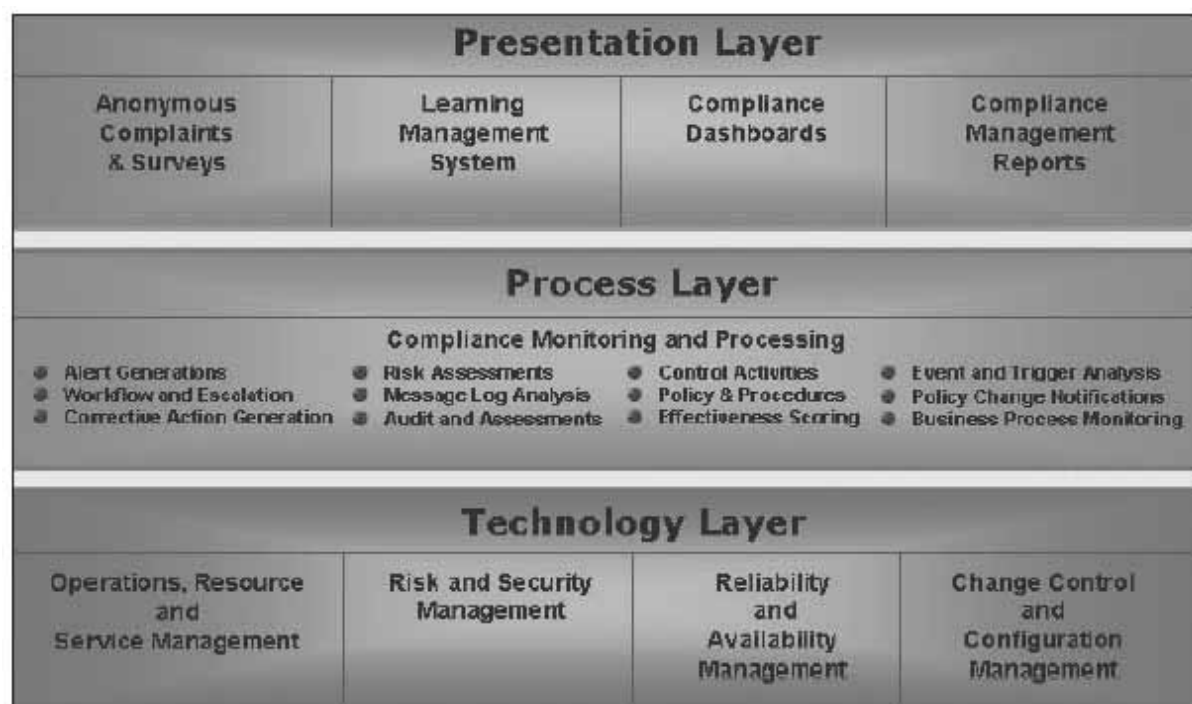 Presentation Layer
Anonymous
Complaints
& Surveys
Learning
Management
System
Compliance
Dashboards
Compliance
Management
Reports
Process Layer
Compliance Monitoring and Processing
Alert Generations
Workflow and Escalation
Corrective Action Generation
Risk Assessments
Message Log Analysis
Audit and Assessments
Control Activities
Policy & Procedures
Effectiveness Scoring
Event and Trigger Analysis
Policy Change Notifications
Business Process Monitoring
Technology Layer
Operations, Resource
and
Service Management
Risk and Security
Management
Reliability
and
Availability
Management
Change Control
and
Configuration
Management